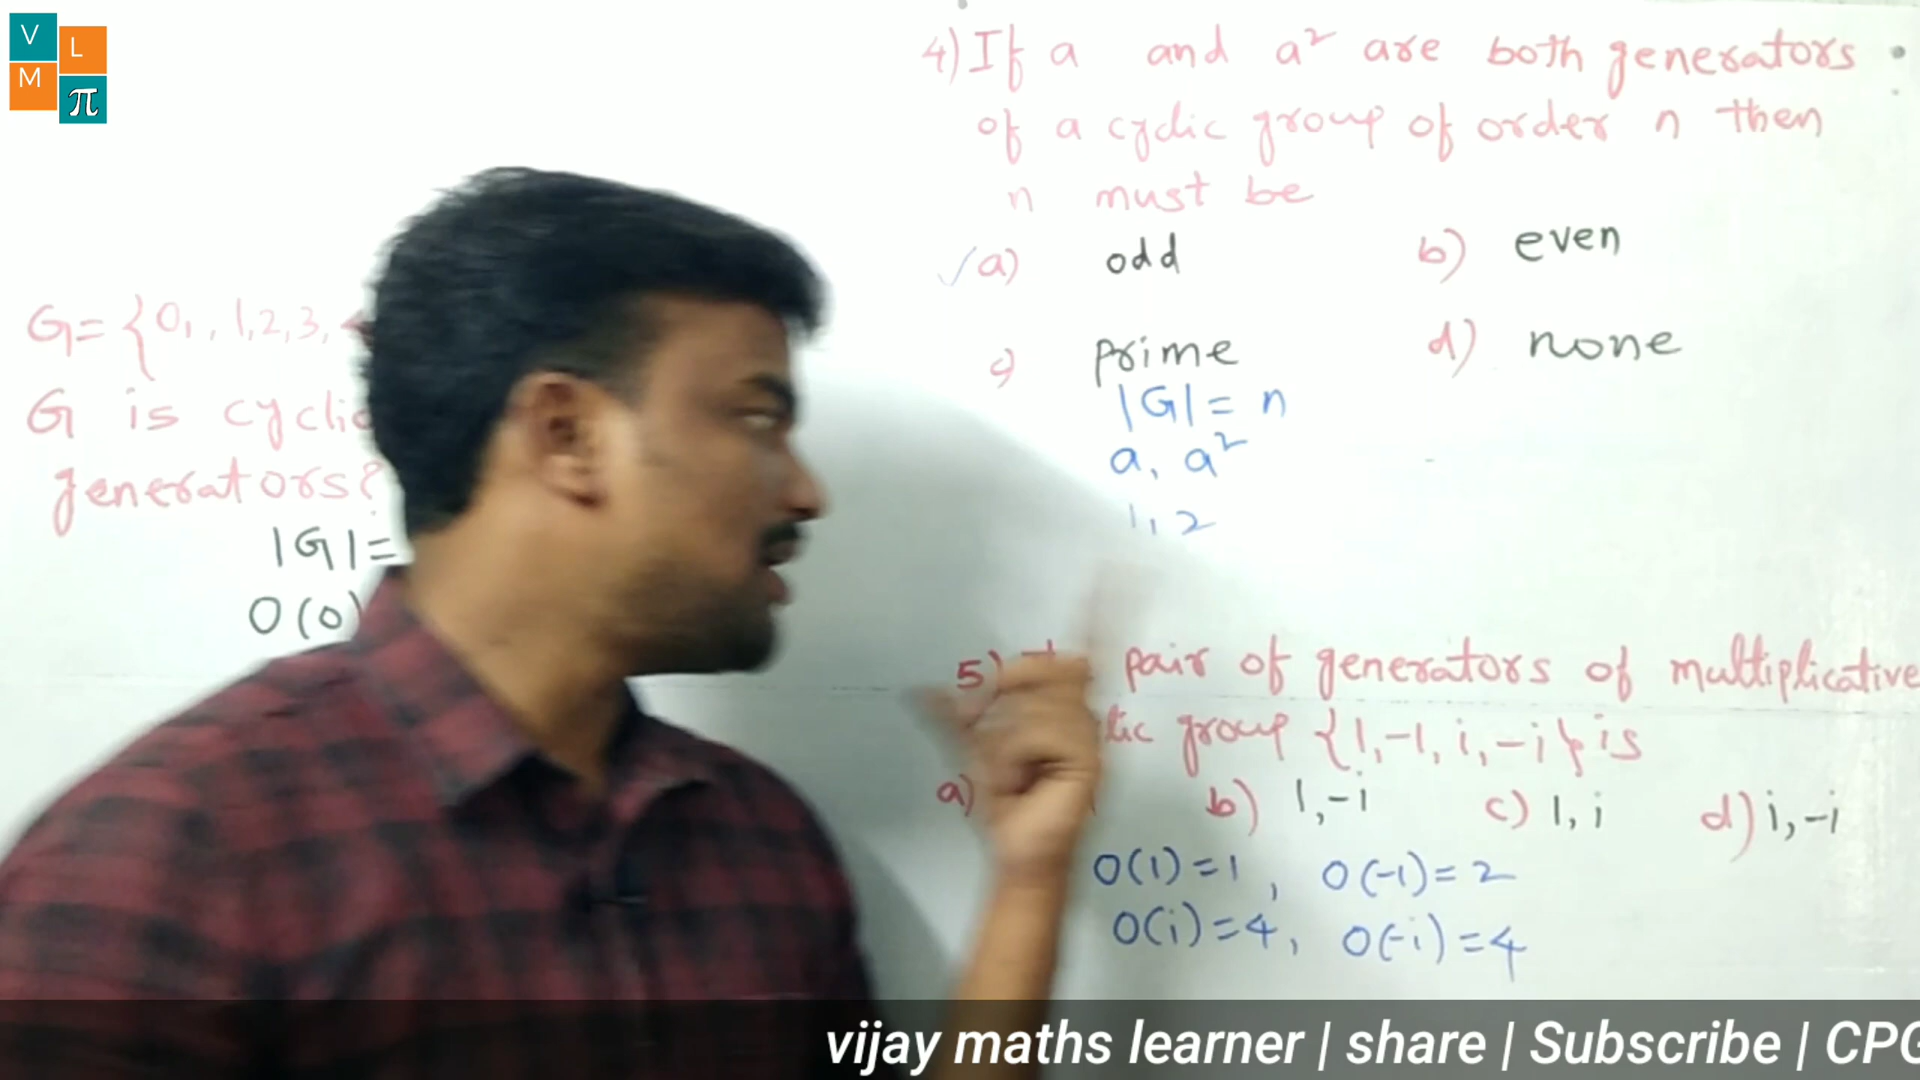 V
L
M
π
4) If a and a² are both generators
of a cyclic group of order n then
n must be
✓a) odd b) even
c) prime d) none
|G| = n
a, a²
1, 2
G = {0, , 1, 2, 3,
G is cyclic
generators?
|G| =
O(0)
5) pair of generators of multiplicative
group {1, -1, i, -i} is
a) b) 1, -i c) 1, i d) i, -i
O(1) = 1, O(-1) = 2
O(i) = 4, O(-i) = 4
vijay maths learner | share | Subscribe |